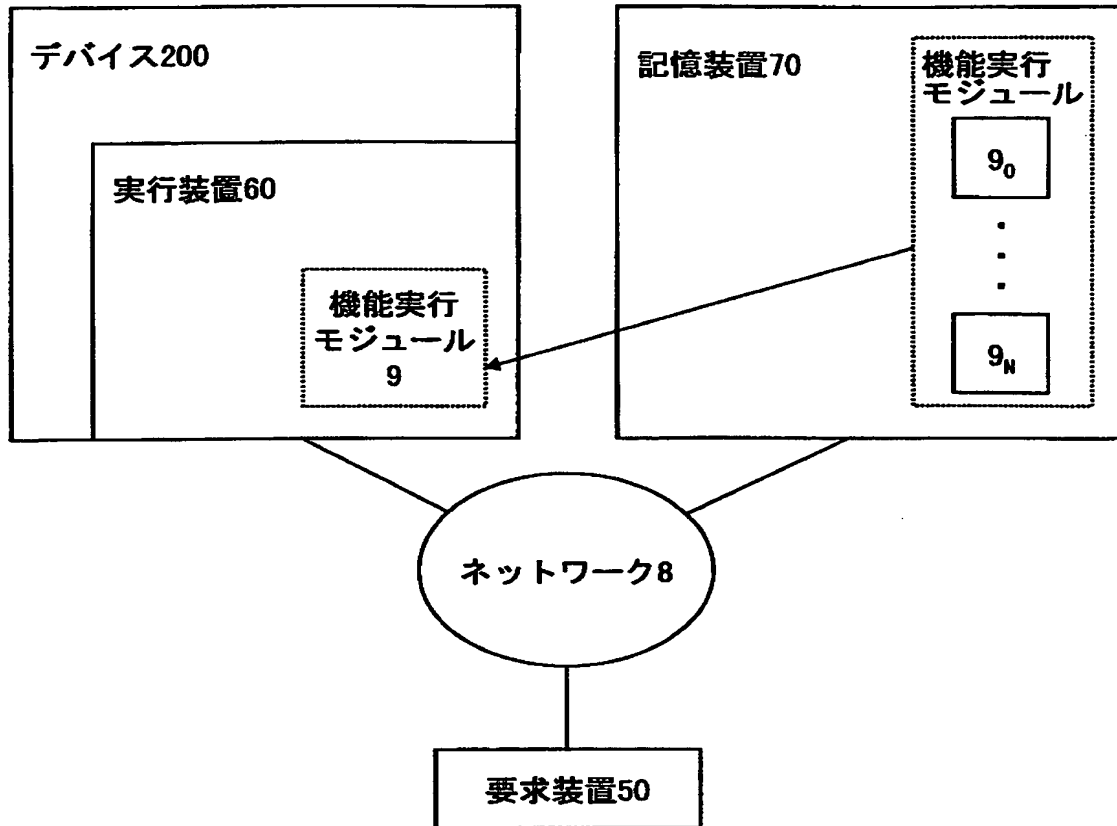 デバイス200
実行装置60
機能実行
モジュール
9
記憶装置70
機能実行
モジュール
9₀
9ₙ
ネットワーク8
要求装置50